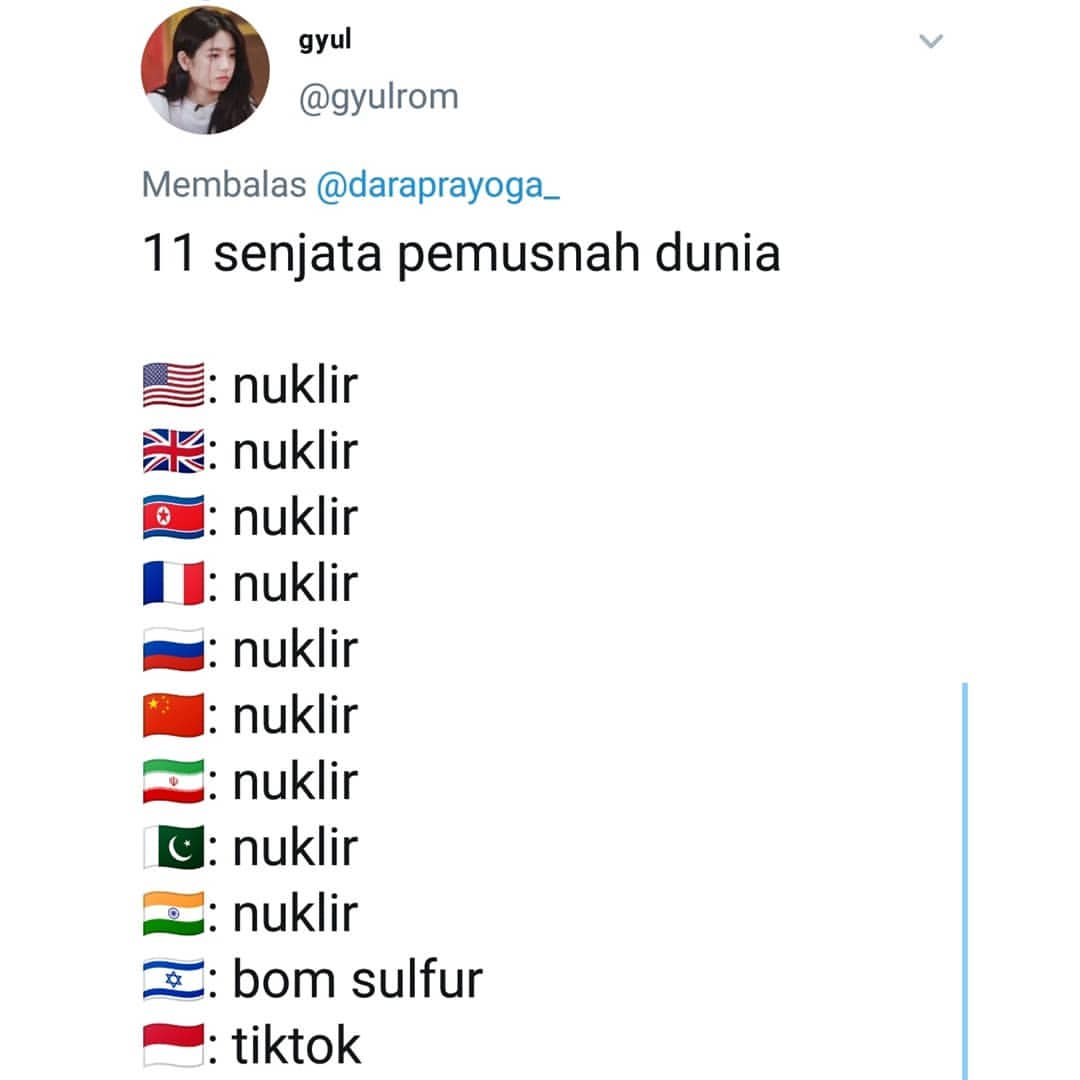 gyul
@gyulrom
Membalas @daraprayoga_
11 senjata pemusnah dunia
🇺🇸: nuklir
🇬🇧: nuklir
🇰🇵: nuklir
🇫🇷: nuklir
🇷🇺: nuklir
🇨🇳: nuklir
🇮🇷: nuklir
🇵🇰: nuklir
🇮🇳: nuklir
🇮🇱: bom sulfur
🇮🇩: tiktok